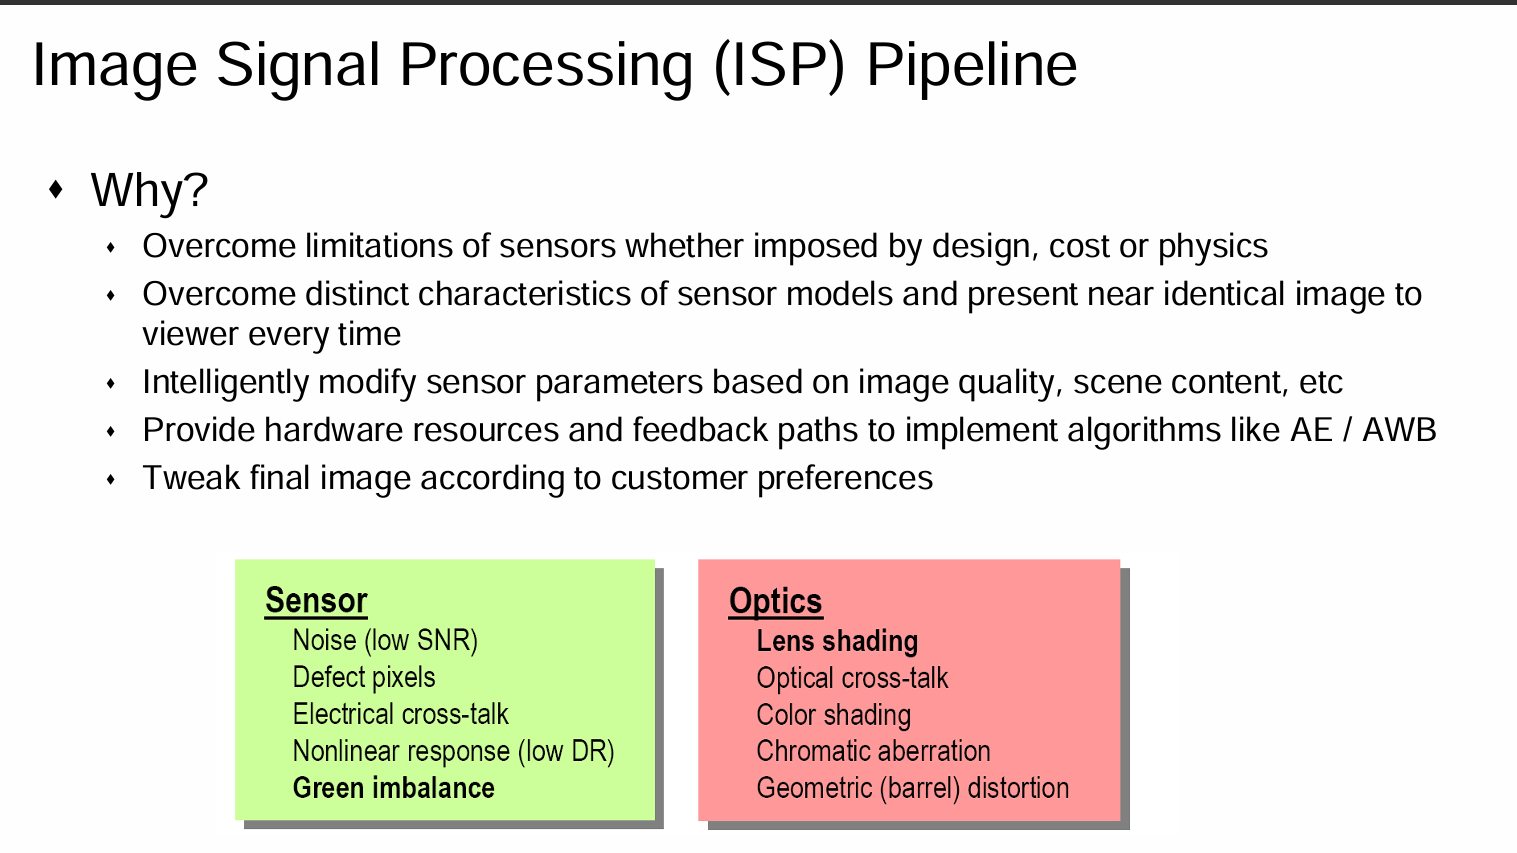 Image Signal Processing (ISP) Pipeline
Why?
Overcome limitations of sensors whether imposed by design, cost or physics
Overcome distinct characteristics of sensor models and present near identical image to
viewer every time
Intelligently modify sensor parameters based on image quality, scene content, etc
Provide hardware resources and feedback paths to implement algorithms like AE / AWB
Tweak final image according to customer preferences
Sensor
Noise (low SNR)
Defect pixels
Electrical cross-talk
Nonlinear response (low DR)
Green imbalance
Optics
Lens shading
Optical cross-talk
Color shading
Chromatic aberration
Geometric (barrel) distortion